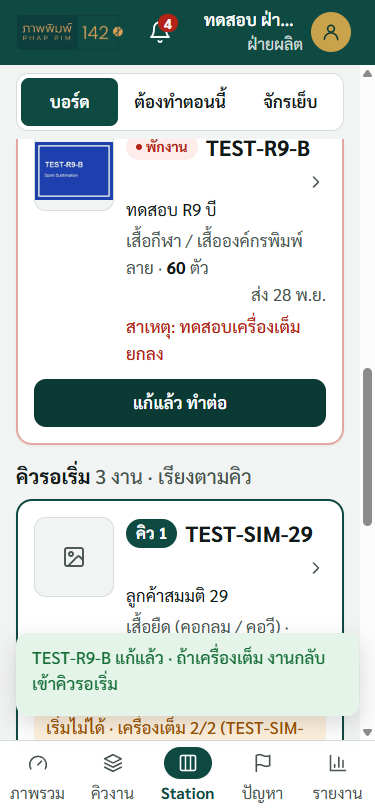 ภาพพิมพ์ 142
PHAP PIM
4
ทดสอบ ฝ่า...
ฝ่ายผลิต
บอร์ด
ต้องทำตอนนี้
จักรเย็บ
TEST-R9-B
Sport Sublimation
พักงาน
TEST-R9-B
ทดสอบ R9 บี
เสื้อกีฬา / เสื้อองค์กรพิมพ์
ลาย · 60 ตัว
ส่ง 28 พ.ย.
สาเหตุ: ทดสอบเครื่องเต็ม
ยกลง
แก้แล้ว ทำต่อ
คิวรอเริ่ม 3 งาน · เรียงตามคิว
คิว 1
TEST-SIM-29
ลูกค้าสมมติ 29
เสื้อยืด (คอกลม / คอวี) ·
TEST-R9-B แก้แล้ว · ถ้าเครื่องเต็ม งานกลับ
เข้าคิวรอเริ่ม
เริ่มไม่ได้ · เครื่องเต็ม 2/2 (TEST-SIM-
ภาพรวม
คิวงาน
Station
ปัญหา
รายงาน